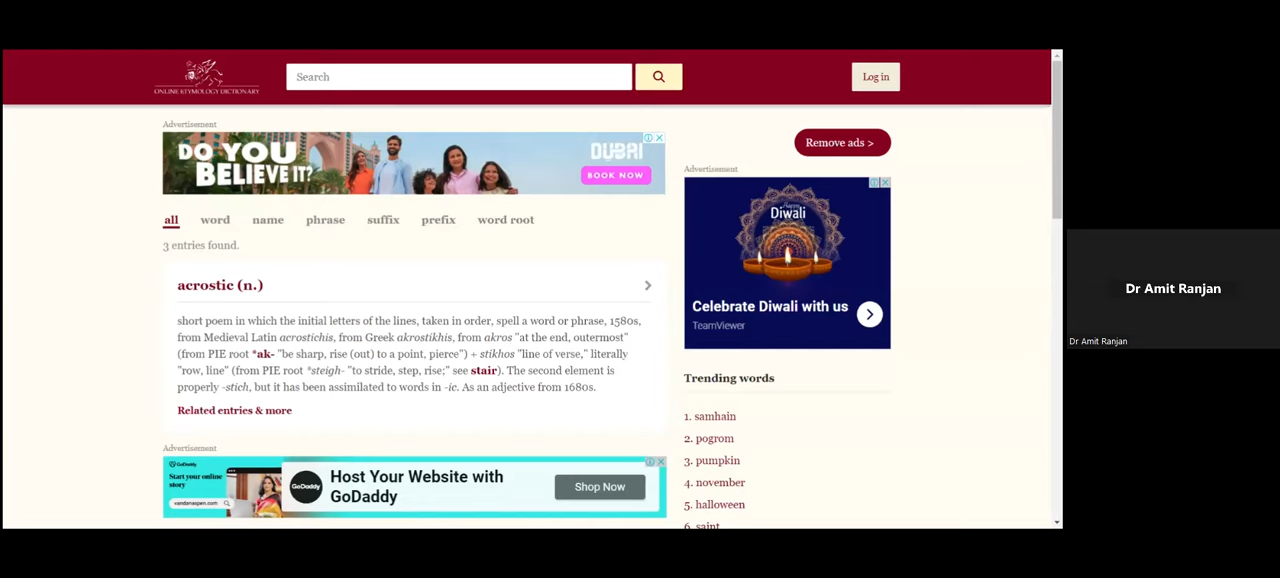 ONLINE ETYMOLOGY DICTIONARY
Search
Log in
Advertisement
DO YOU
BELIEVE IT?
DUBAI
BOOK NOW
Remove ads >
Advertisement
Happy
Diwali
Celebrate Diwali with us
TeamViewer
all word name phrase suffix prefix word root
3 entries found.
acrostic (n.)
short poem in which the initial letters of the lines, taken in order, spell a word or phrase, 1580s,
from Medieval Latin acrostichis, from Greek akrostikhis, from akros "at the end, outermost"
(from PIE root *ak- "be sharp, rise (out) to a point, pierce") + stikhos "line of verse," literally
"row, line" (from PIE root *steigh- "to stride, step, rise;" see stair). The second element is
properly -stich, but it has been assimilated to words in -ic. As an adjective from 1680s.
Related entries & more
Advertisement
GoDaddy
Start your online
story
GoDaddy
Host Your Website with
GoDaddy
Shop Now
Trending words
1. samhain
2. pogrom
3. pumpkin
4. november
5. halloween
6. saint
Dr Amit Ranjan
Dr Amit Ranjan